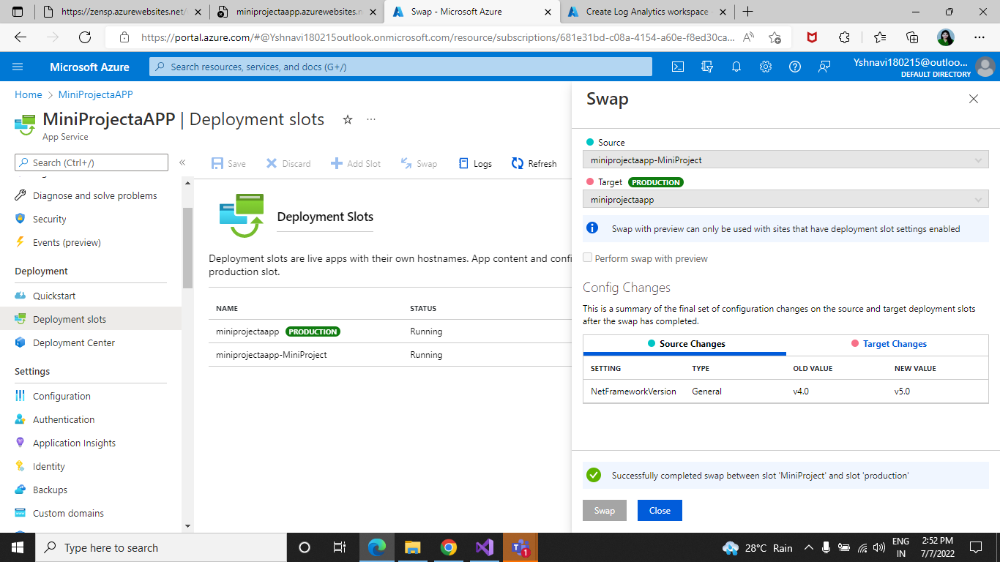 https://zensp.azurewebsites.net/
miniprojectaapp.azurewebsites.n
Swap - Microsoft Azure
Create Log Analytics workspace -
https://portal.azure.com/#@Yshnavi180215outlook.onmicrosoft.com/resource/subscriptions/681e31bd-c08a-4154-a60e-f8ed30ca...
Microsoft Azure
Search resources, services, and docs (G+/)
Yshnavi180215@outloo...
DEFAULT DIRECTORY
Home > MiniProjectaAPP
MiniProjectaAPP | Deployment slots
App Service
Search (Ctrl+/)
Diagnose and solve problems
Security
Events (preview)
Deployment
Quickstart
Deployment slots
Deployment Center
Settings
Configuration
Authentication
Application Insights
Identity
Backups
Custom domains
Save Discard Add Slot Swap Logs Refresh
Deployment Slots
Deployment slots are live apps with their own hostnames. App content and confi
production slot.
NAME STATUS
miniprojectaapp PRODUCTION Running
miniprojectaapp-MiniProject Running
Swap
Source
miniprojectaapp-MiniProject
Target PRODUCTION
miniprojectaapp
Swap with preview can only be used with sites that have deployment slot settings enabled
Perform swap with preview
Config Changes
This is a summary of the final set of configuration changes on the source and target deployment slots
after the swap has completed.
Source Changes Target Changes
SETTING TYPE OLD VALUE NEW VALUE
NetFrameworkVersion General v4.0 v5.0
Successfully completed swap between slot 'MiniProject' and slot 'production'
Swap Close
Type here to search
1
28°C Rain
ENG
IN
2:52 PM
7/7/2022